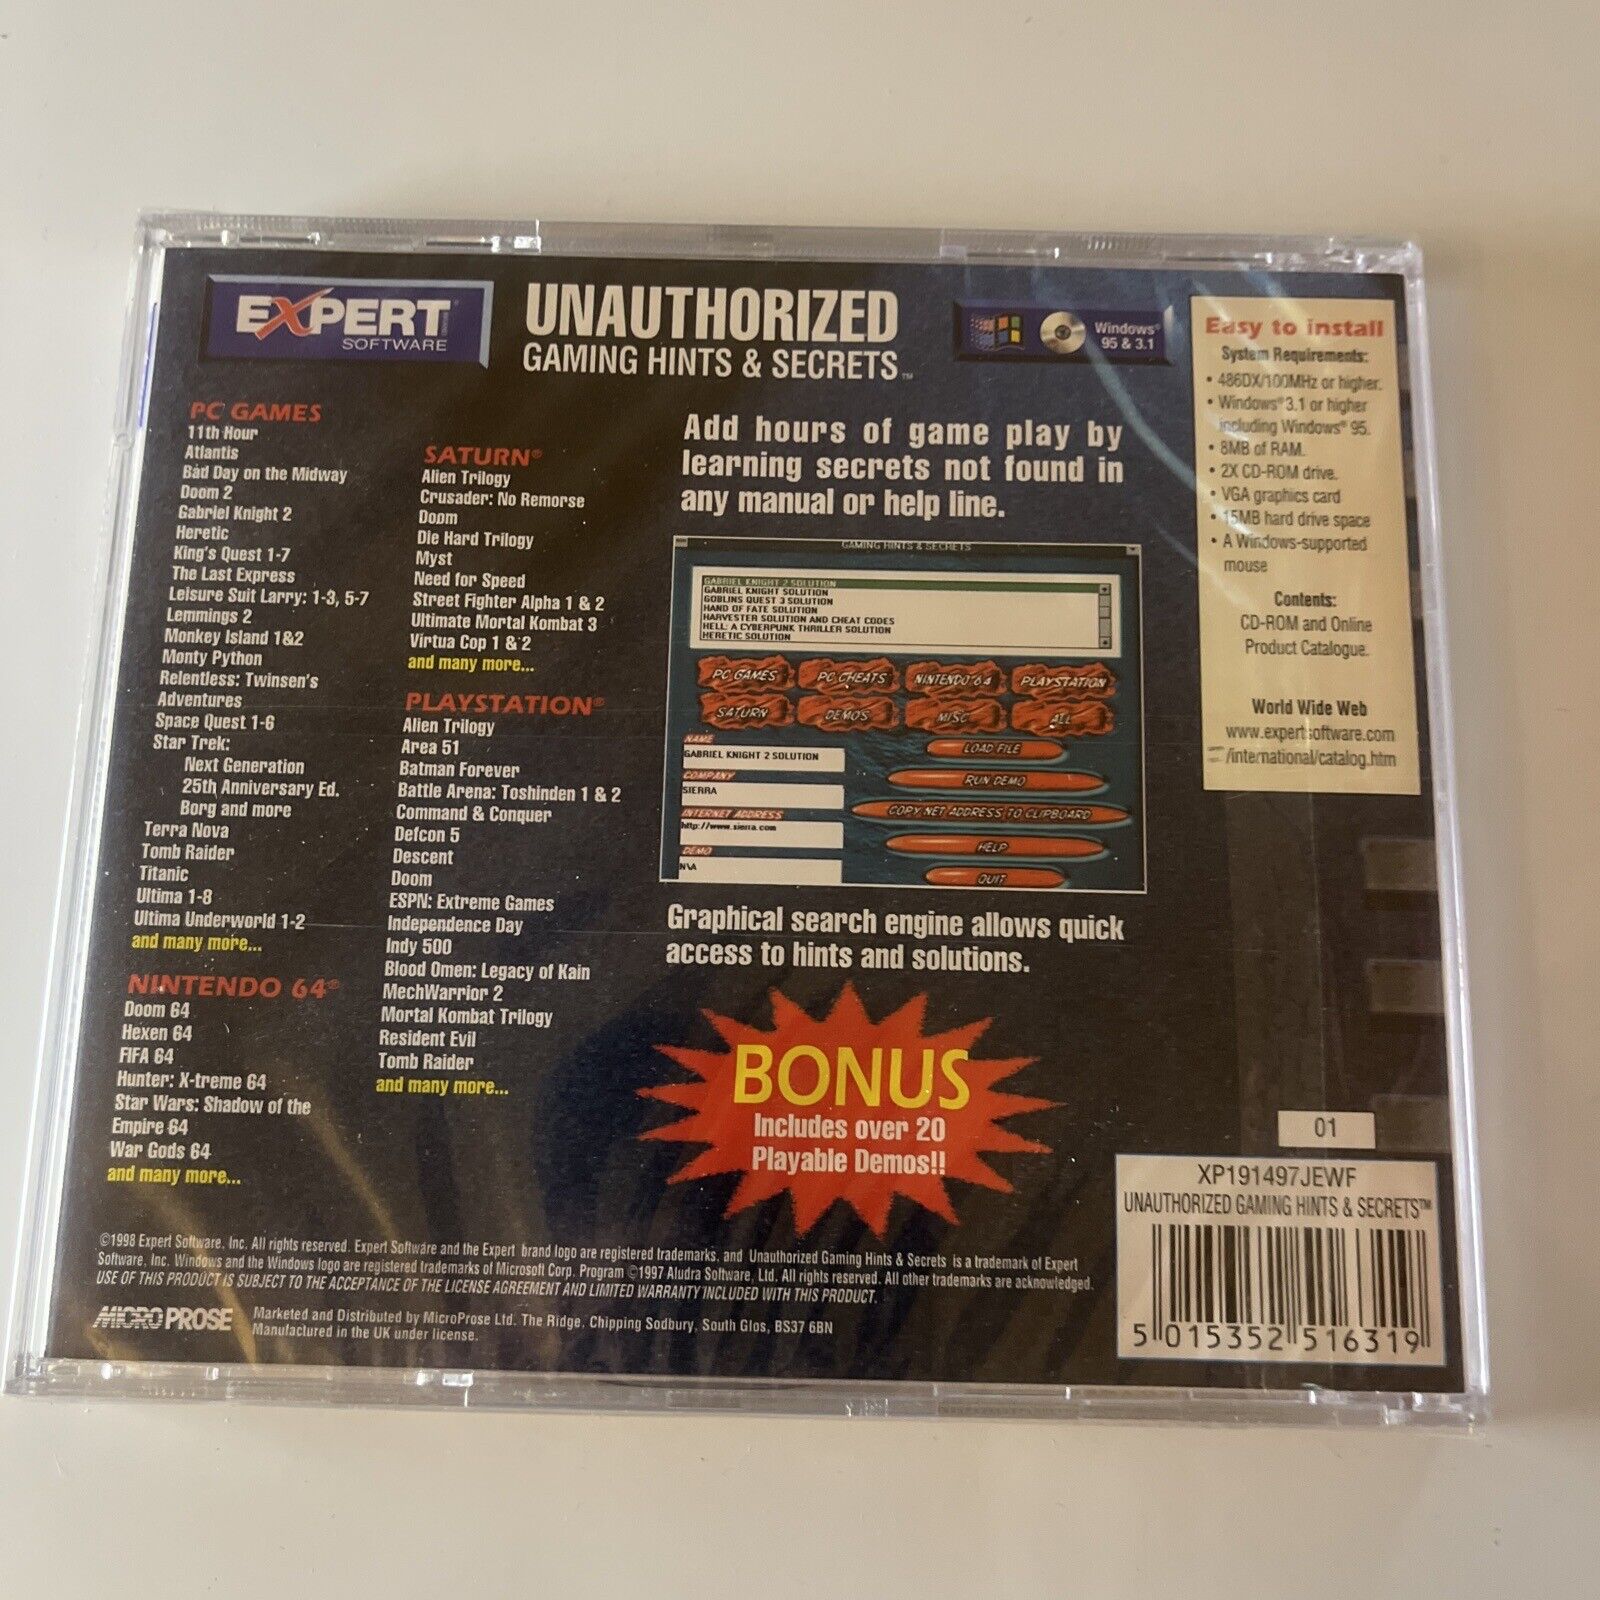 EXPERT
SOFTWARE
UNAUTHORIZED
GAMING HINTS & SECRETS™
Windows®
95 & 3.1
PC GAMES
11th Hour
Atlantis
Bad Day on the Midway
Doom 2
Gabriel Knight 2
Heretic
King's Quest 1-7
The Last Express
Leisure Suit Larry: 1-3, 5-7
Lemmings 2
Monkey Island 1&2
Monty Python
Relentless: Twinsen's
Adventures
Space Quest 1-6
Star Trek:
Next Generation
25th Anniversary Ed.
Borg and more
Terra Nova
Tomb Raider
Titanic
Ultima 1-8
Ultima Underworld 1-2
and many more...
NINTENDO 64®
Doom 64
Hexen 64
FIFA 64
Hunter: X-treme 64
Star Wars: Shadow of the
Empire 64
War Gods 64
and many more...
SATURN®
Alien Trilogy
Crusader: No Remorse
Doom
Die Hard Trilogy
Myst
Need for Speed
Street Fighter Alpha 1 & 2
Ultimate Mortal Kombat 3
Virtua Cop 1 & 2
and many more...
PLAYSTATION®
Alien Trilogy
Area 51
Batman Forever
Battle Arena: Toshinden 1 & 2
Command & Conquer
Defcon 5
Descent
Doom
ESPN: Extreme Games
Independence Day
Indy 500
Blood Omen: Legacy of Kain
MechWarrior 2
Mortal Kombat Trilogy
Resident Evil
Tomb Raider
and many more...
Add hours of game play by
learning secrets not found in
any manual or help line.
GAMING HINTS & SECRETS
GABRIEL KNIGHT 2 SOLUTION
GABRIEL KNIGHT SOLUTION
GOBLINS QUEST 3 SOLUTION
HAND OF FATE SOLUTION
HARVESTER SOLUTION AND CHEAT CODES
HELL: A CYBERPUNK THRILLER SOLUTION
HERETIC SOLUTION
PC GAMES
PC CHEATS
NINTENDO 64
PLAYSTATION
SATURN
DEMOS
MISC
ALL
NAME
GABRIEL KNIGHT 2 SOLUTION
COMPANY
SIERRA
INTERNET ADDRESS
http://www.sierra.com
DEMO
N\A
LOAD FILE
RUN DEMO
COPY NET ADDRESS TO CLIPBOARD
HELP
QUIT
Graphical search engine allows quick
access to hints and solutions.
BONUS
Includes over 20
Playable Demos!!
Easy to install
System Requirements:
• 486DX/100MHz or higher.
• Windows® 3.1 or higher
including Windows® 95.
• 8MB of RAM.
• 2X CD-ROM drive.
• VGA graphics card
• 15MB hard drive space
• A Windows-supported
mouse
Contents:
CD-ROM and Online
Product Catalogue.
World Wide Web
www.expertsoftware.com
/international/catalog.htm
01
XP191497JEWF
UNAUTHORIZED GAMING HINTS & SECRETS™
5 015352 516319
©1998 Expert Software, Inc. All rights reserved. Expert Software and the Expert brand logo are registered trademarks, and Unauthorized Gaming Hints & Secrets is a trademark of Expert
Software, Inc. Windows and the Windows logo are registered trademarks of Microsoft Corp. Program ©1997 Aludra Software, Ltd. All rights reserved. All other trademarks are acknowledged.
USE OF THIS PRODUCT IS SUBJECT TO THE ACCEPTANCE OF THE LICENSE AGREEMENT AND LIMITED WARRANTY INCLUDED WITH THIS PRODUCT.
MICROPROSE
Marketed and Distributed by MicroProse Ltd. The Ridge, Chipping Sodbury, South Glos, BS37 6BN
Manufactured in the UK under license.